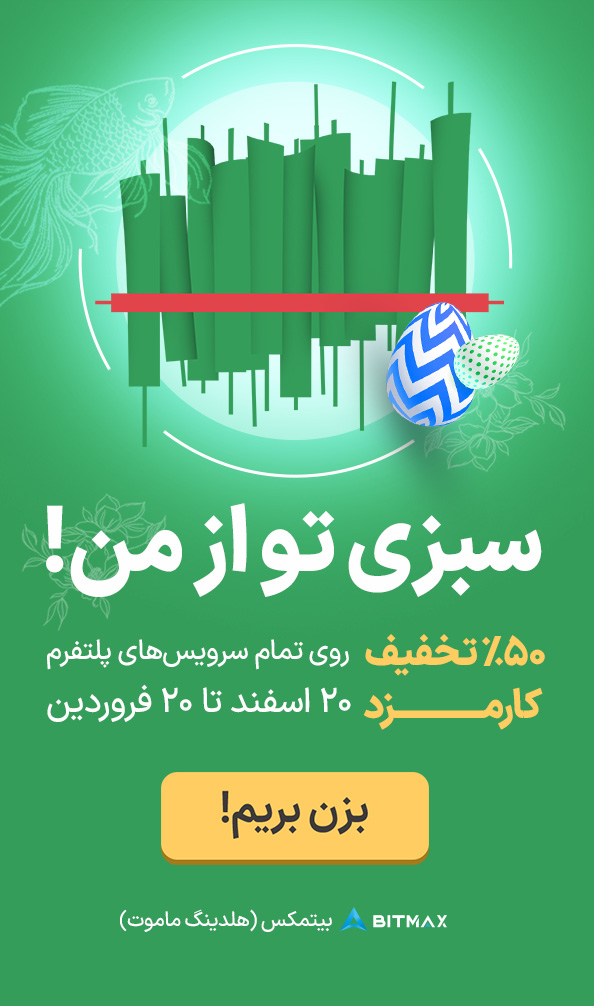 سبزی تو از من!
۵۰٪ تخفیف روی تمام سرویس‌های پلتفرم
کارمزد ۲۰ اسفند تا ۲۰ فروردین
بزن بریم!
BITMAX بیتمکس (هلدینگ ماموت)